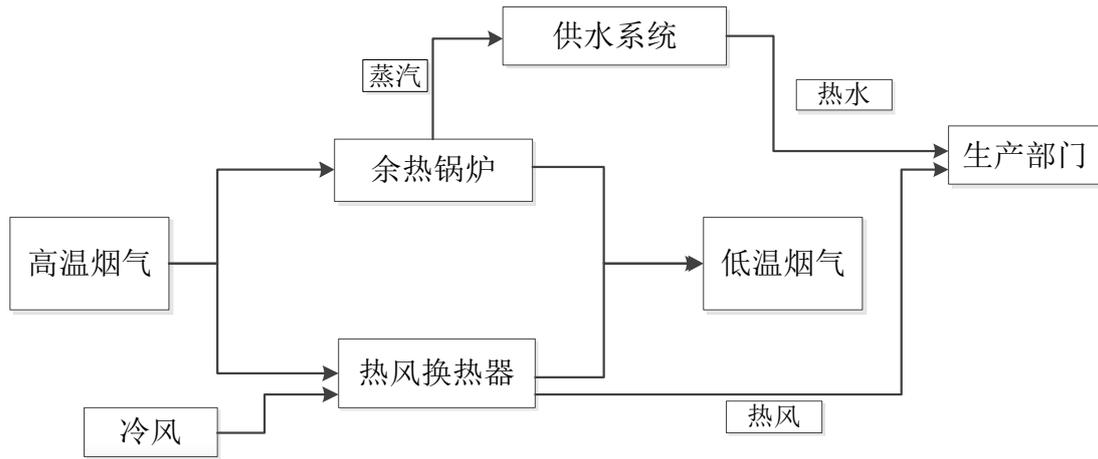 供水系统
蒸汽
热水
生产部门
余热锅炉
高温烟气
低温烟气
热风换热器
热风
冷风